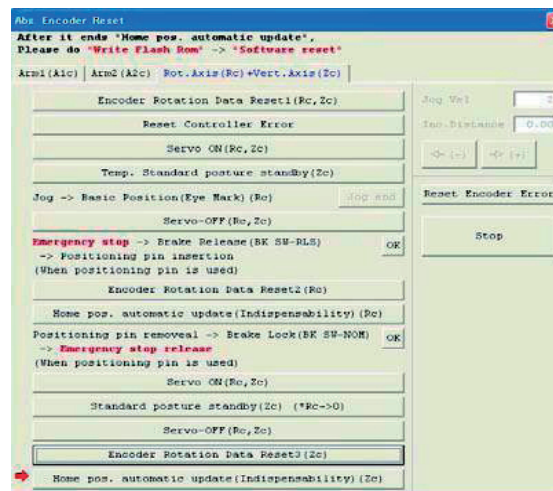 Abs. Encoder Reset
After it ends "Home pos. automatic update",
Please do "Write Flash Rom" -> "Software reset"
Arm1(A1c) Arm2(A2c) Rot.Axis(Rc)+Vert.Axis(Zc)
Encoder Rotation Data Reset1(Rc,Zc)
Reset Controller Error
Servo ON(Rc,Zc)
Temp. Standard posture standby(Zc)
Jog -> Basic Position(Eye Mark)(Rc) Jog end
Servo-OFF(Rc,Zc)
Emergency stop -> Brake Release(BK SW-RLS) OK
-> Positioning pin insertion
(When positioning pin is used)
Encoder Rotation Data Reset2(Rc)
Home pos. automatic update(Indispensability)(Rc)
Positioning pin removeal -> Brake Lock(BK SW-NOM) OK
-> Emergency stop release
(When positioning pin is used)
Servo ON(Rc,Zc)
Standard posture standby(Zc) (*Rc->0)
Servo-OFF(Rc,Zc)
Encoder Rotation Data Reset3(Zc)
Home pos. automatic update(Indispensability)(Zc)
Jog Vel
Inc.Distance 0.00
(-) (+)
Reset Encoder Error
Stop